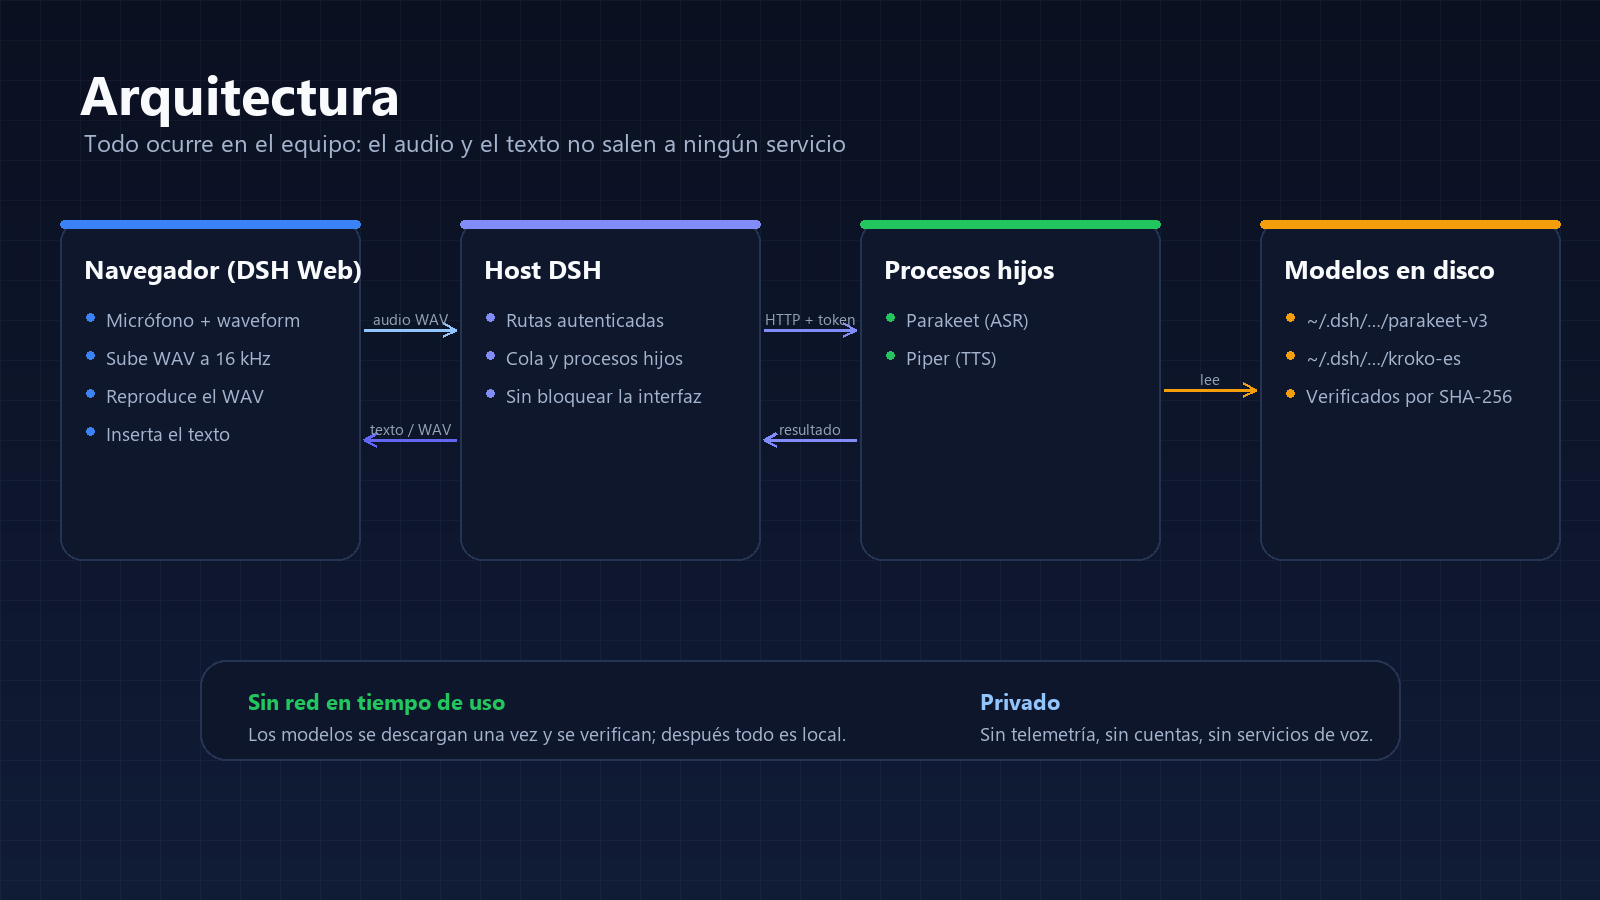 Arquitectura
Todo ocurre en el equipo: el audio y el texto no salen a ningún servicio
Navegador (DSH Web)
Micrófono + waveform
Sube WAV a 16 kHz
Reproduce el WAV
Inserta el texto
audio WAV
texto / WAV
Host DSH
Rutas autenticadas
Cola y procesos hijos
Sin bloquear la interfaz
HTTP + token
resultado
Procesos hijos
Parakeet (ASR)
Piper (TTS)
lee
Modelos en disco
~/.dsh/.../parakeet-v3
~/.dsh/.../kroko-es
Verificados por SHA-256
Sin red en tiempo de uso
Los modelos se descargan una vez y se verifican; después todo es local.
Privado
Sin telemetría, sin cuentas, sin servicios de voz.